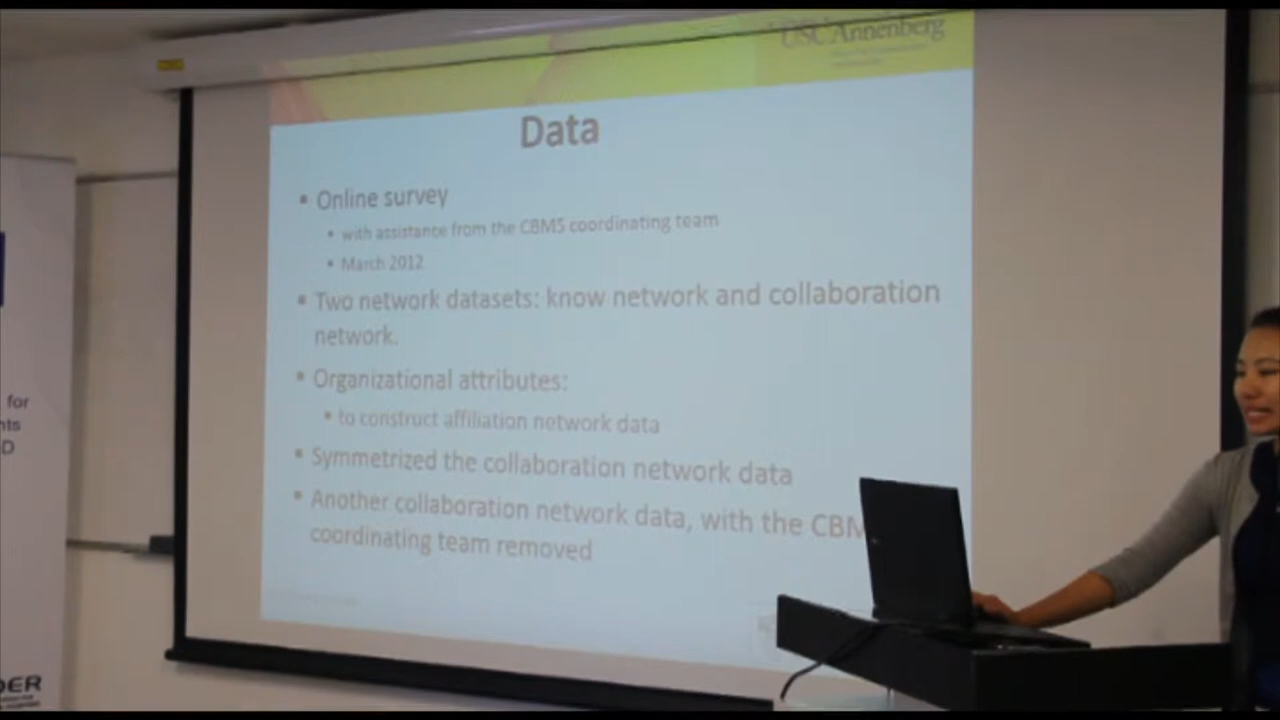 USC Annenberg
Data
▪ Online survey
• with assistance from the CBMS coordinating team
• March 2012
▪ Two network datasets: know network and collaboration
network.
▪ Organizational attributes:
• to construct affiliation network data
▪ Symmetrized the collaboration network data
▪ Another collaboration network data, with the CBM
coordinating team removed
for
nts
D
DER